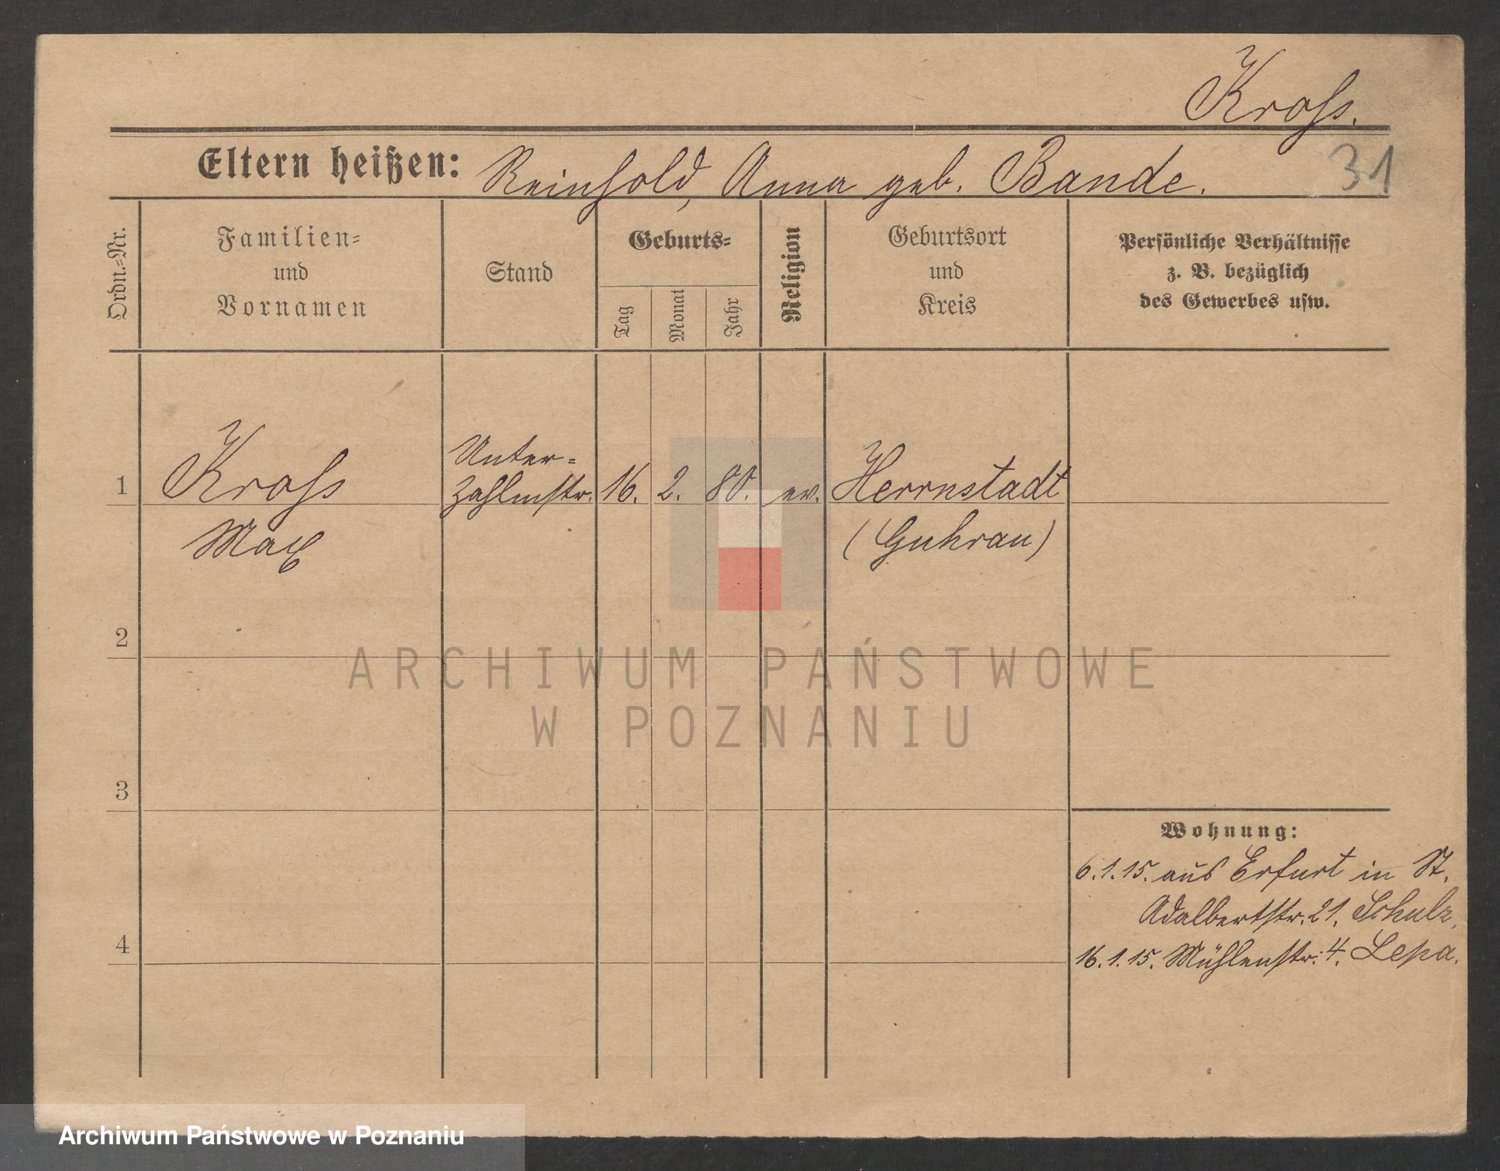 Kroß.
31
Eltern heißen: Reinhold, Anna geb. Bande.
Ordn.-Nr.
Familien-
und
Vornamen
Stand
Geburts-
Tag
Monat
Jahr
Religion
Geburtsort
und
Kreis
Persönliche Verhältnisse
z. B. bezüglich
des Gewerbes usw.
1
Kroß
Max
Unter-
zahlmstr.
16.
2.
80.
ev.
Herrnstadt
(Guhrau)
2
3
4
Wohnung:
6.1.15. aus Erfurt in St.
Adalbertstr. 21. Schulz.
16.1.15. Mühlenstr. 4. Lepa.
ARCHIWUM PAŃSTWOWE
W POZNANIU
Archiwum Państwowe w Poznaniu